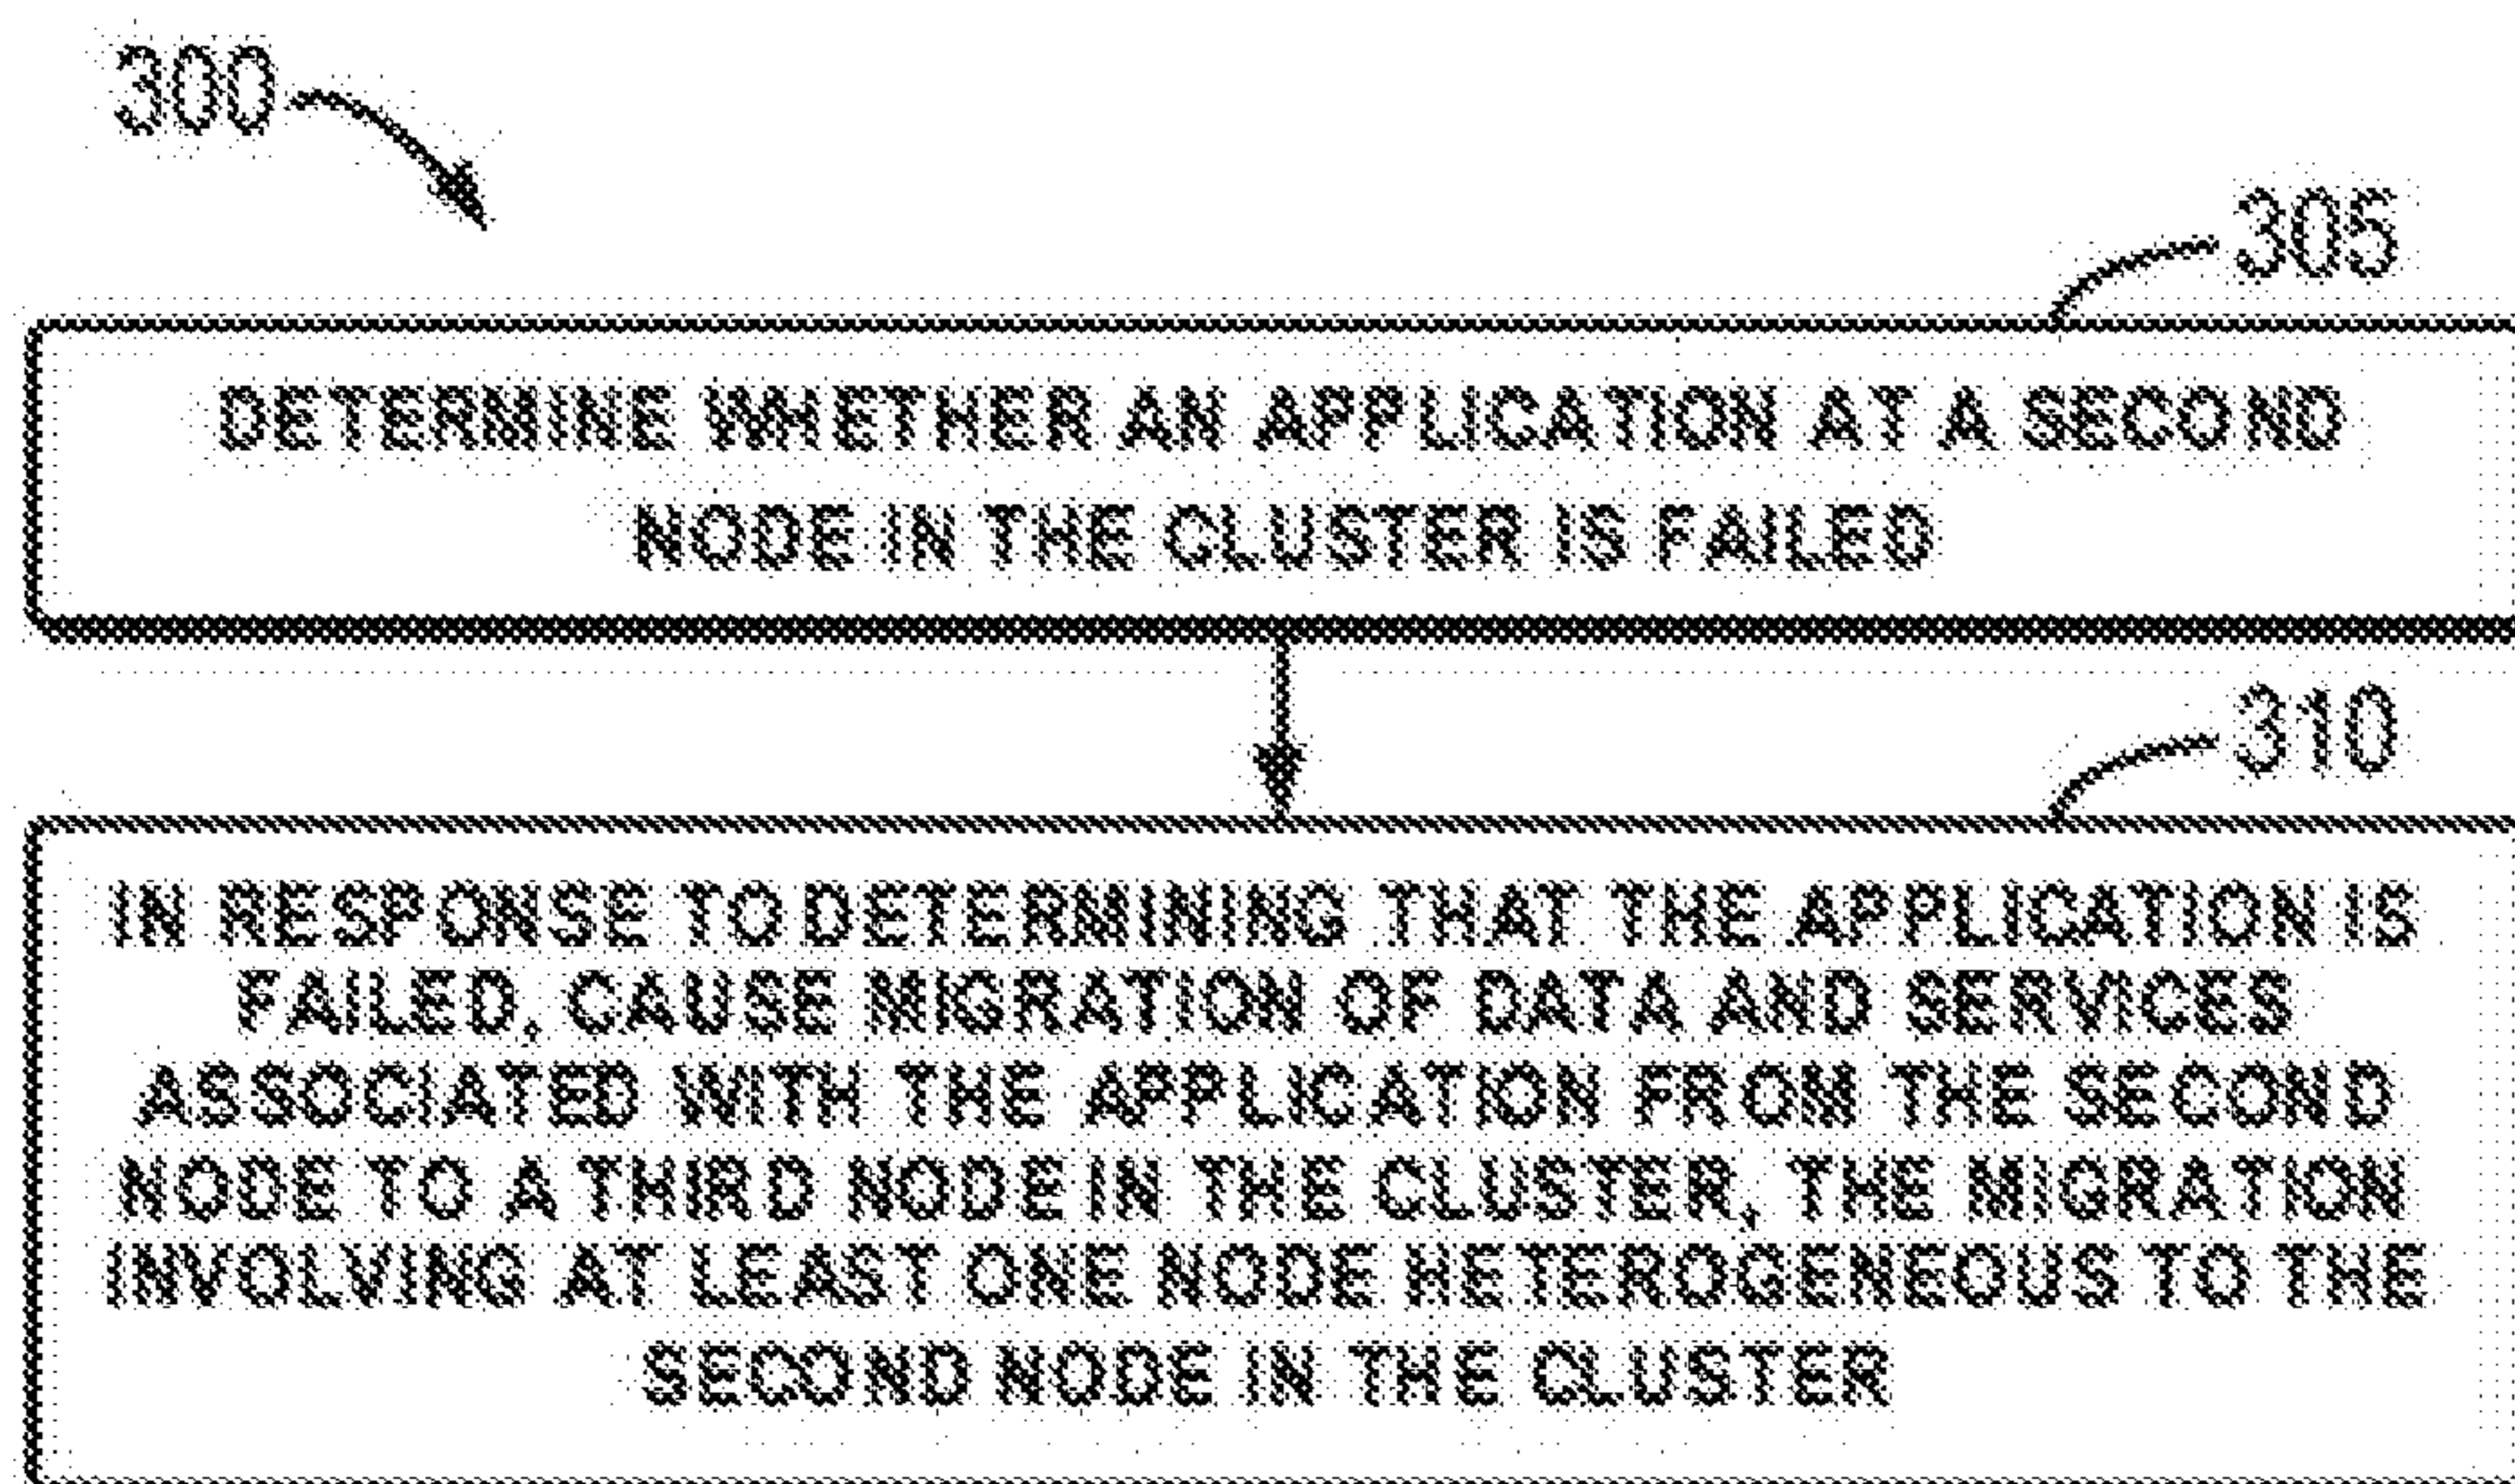 300
305
DETERMINE WHETHER AN APPLICATION AT A SECOND
NODE IN THE CLUSTER IS FAILED
310
IN RESPONSE TO DETERMINING THAT THE APPLICATION IS
FAILED, CAUSE MIGRATION OF DATA AND SERVICES
ASSOCIATED WITH THE APPLICATION FROM THE SECOND
NODE TO A THIRD NODE IN THE CLUSTER, THE MIGRATION
INVOLVING AT LEAST ONE NODE HETEROGENEOUS TO THE
SECOND NODE IN THE CLUSTER